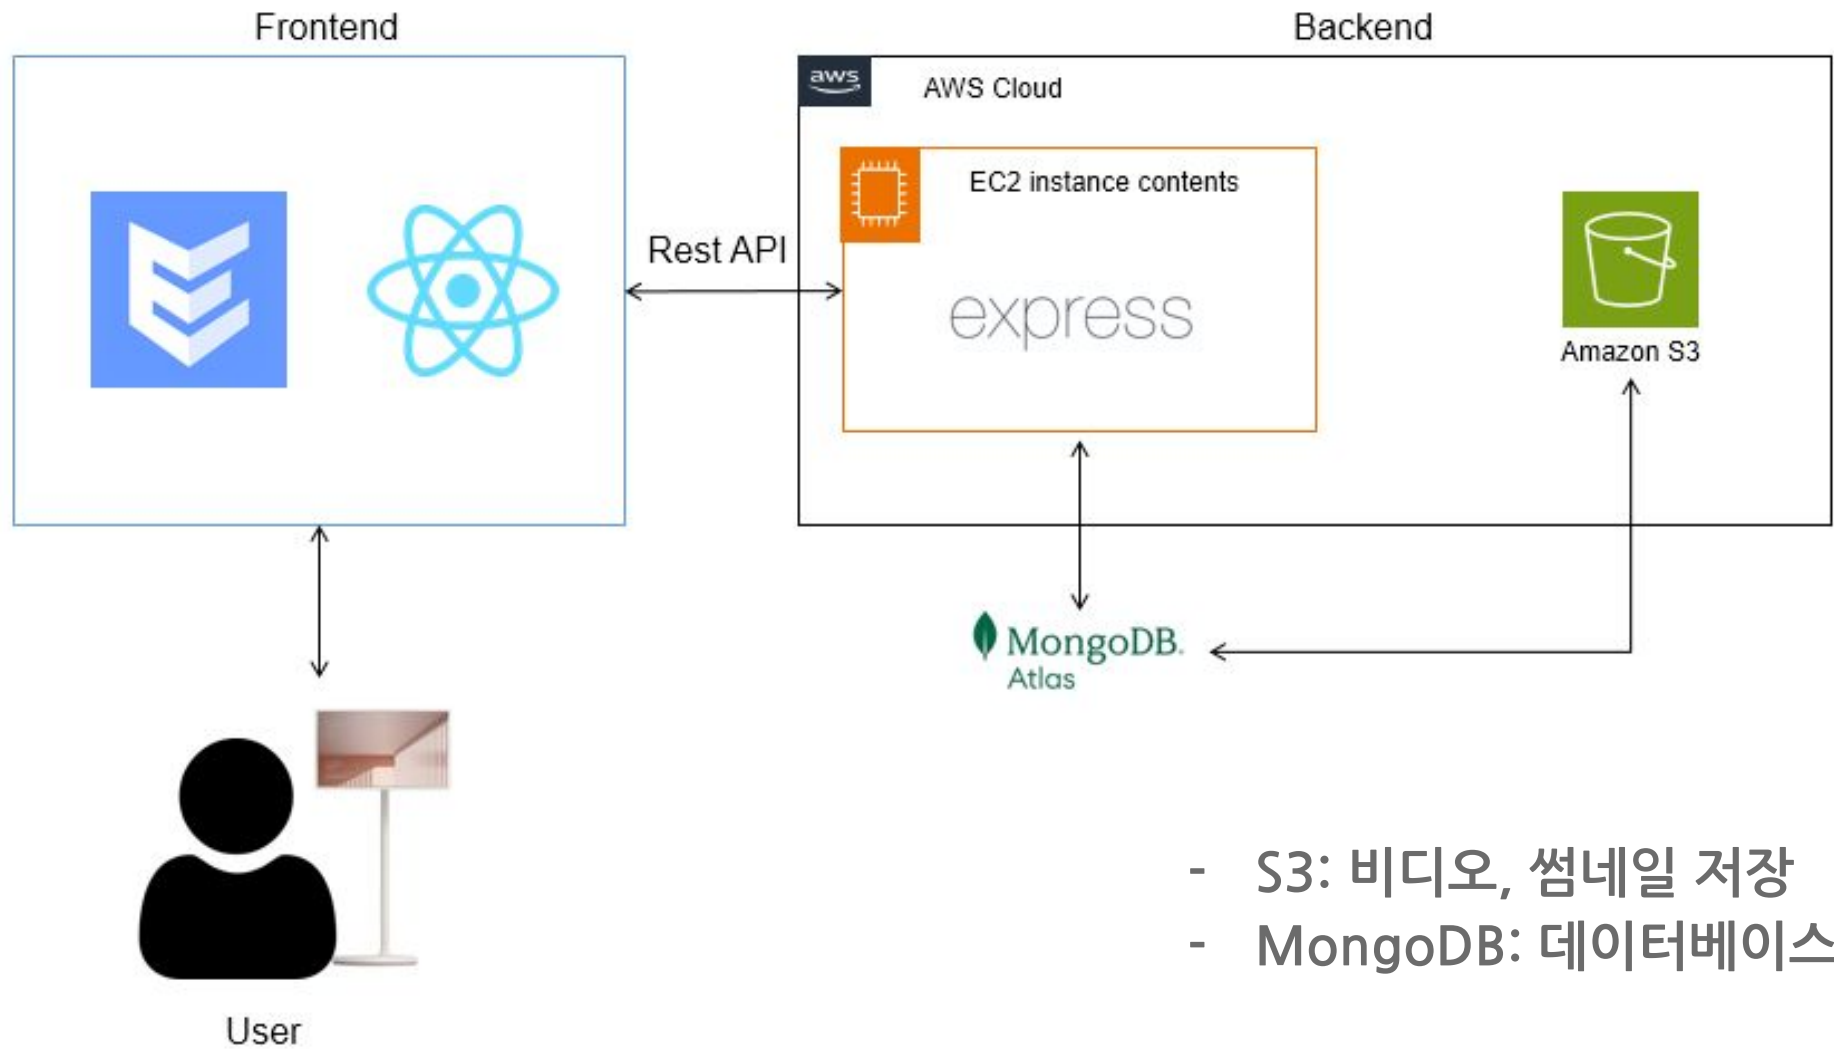 Frontend
Backend
aws
AWS Cloud
EC2 instance contents
Rest API
express
Amazon S3
MongoDB.
Atlas
- S3: 비디오, 썸네일 저장
- MongoDB: 데이터베이스
User